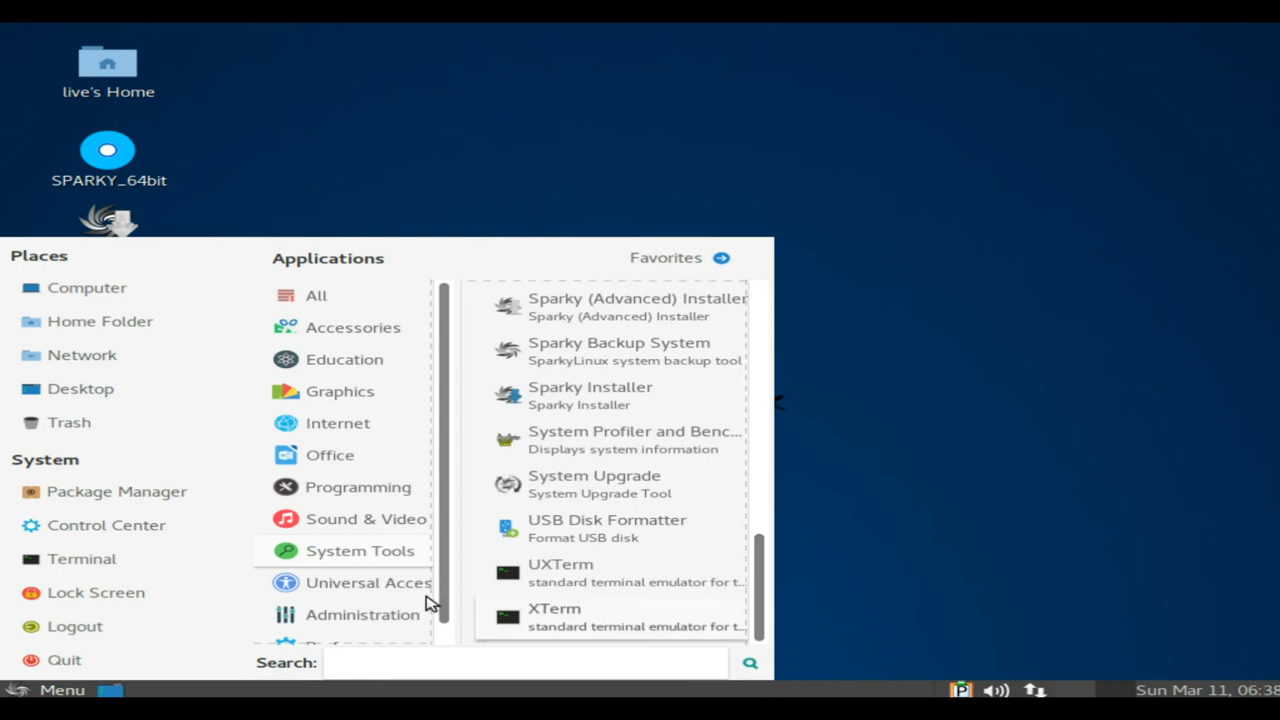 live's Home
SPARKY_64bit
Places
Computer
Home Folder
Network
Desktop
Trash
System
Package Manager
Control Center
Terminal
Lock Screen
Logout
Quit
Applications
All
Accessories
Education
Graphics
Internet
Office
Programming
Sound & Video
System Tools
Universal Acces
Administration
Favorites
Sparky (Advanced) Installer
Sparky (Advanced) Installer
Sparky Backup System
SparkyLinux system backup tool
Sparky Installer
Sparky Installer
System Profiler and Benc...
Displays system information
System Upgrade
System Upgrade Tool
USB Disk Formatter
Format USB disk
UXTerm
standard terminal emulator for t...
XTerm
standard terminal emulator for t...
Search:
Menu
P
Sun Mar 11, 06:38